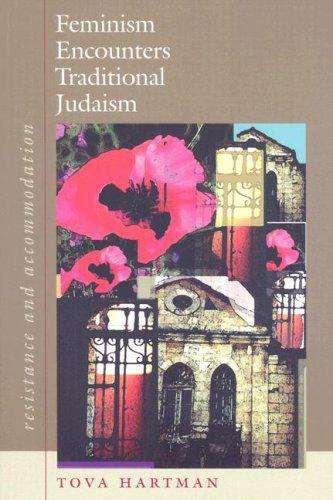 Feminism
Encounters
Traditional
Judaism
resistance and accommodation
TOVA HARTMAN